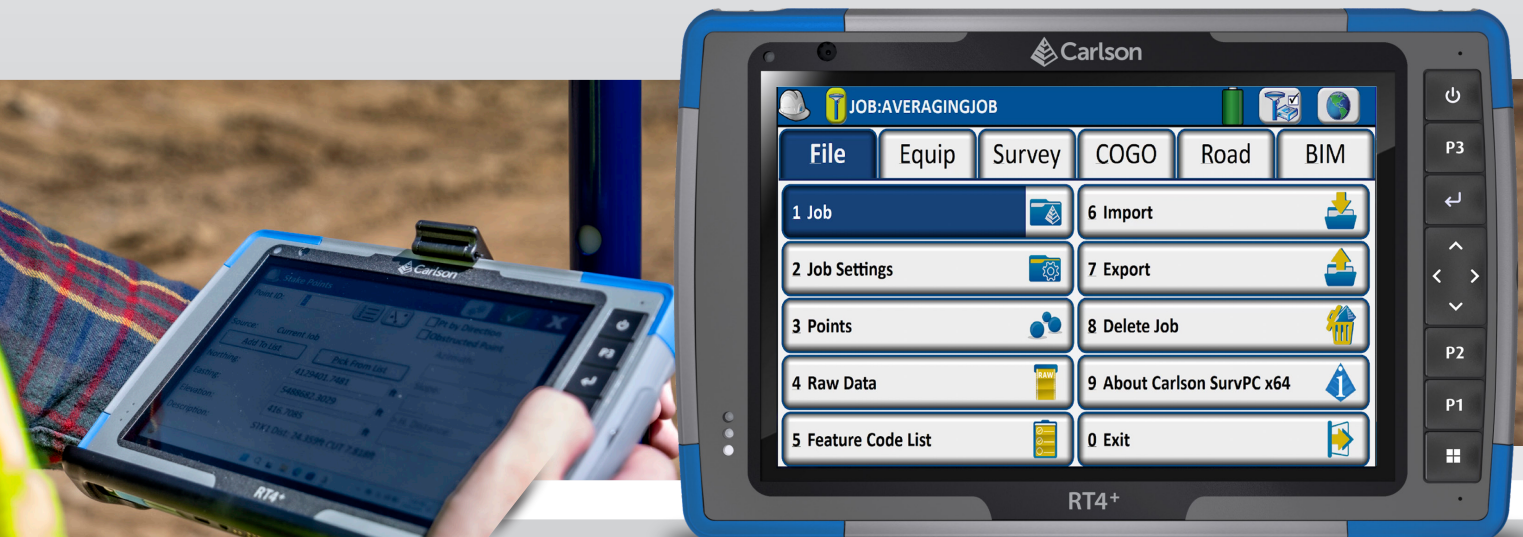 Carlson
JOB:AVERAGINGJOB
File Equip Survey COGO Road BIM
1 Job
6 Import
2 Job Settings
7 Export
3 Points
8 Delete Job
4 Raw Data
RAW
9 About Carlson SurvPC x64
5 Feature Code List
0 Exit
P3
P2
P1
RT4+
Carlson
Stake Points
Point ID:
Pt by Direction
Obstructed Point
Source: Current Job
Add To List
Pick From List
Azimuth:
Northing:
4129401.7481
Easting:
5488682.3029
Elevation:
416.7085
Description:
P3
RT4+